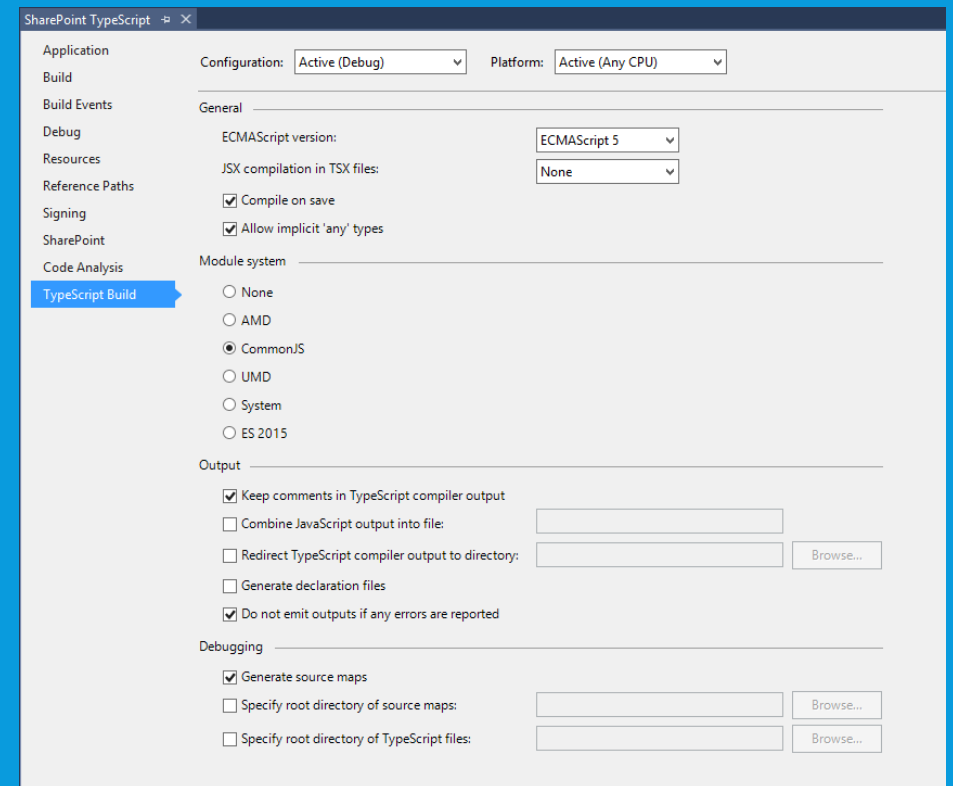 SharePoint TypeScript
Application
Build
Build Events
Debug
Resources
Reference Paths
Signing
SharePoint
Code Analysis
TypeScript Build
Configuration: Active (Debug) Platform: Active (Any CPU)
General
ECMAScript version: ECMAScript 5
JSX compilation in TSX files: None
Compile on save
Allow implicit 'any' types
Module system
None
AMD
CommonJS
UMD
System
ES 2015
Output
Keep comments in TypeScript compiler output
Combine JavaScript output into file:
Redirect TypeScript compiler output to directory: Browse...
Generate declaration files
Do not emit outputs if any errors are reported
Debugging
Generate source maps
Specify root directory of source maps: Browse...
Specify root directory of TypeScript files: Browse...